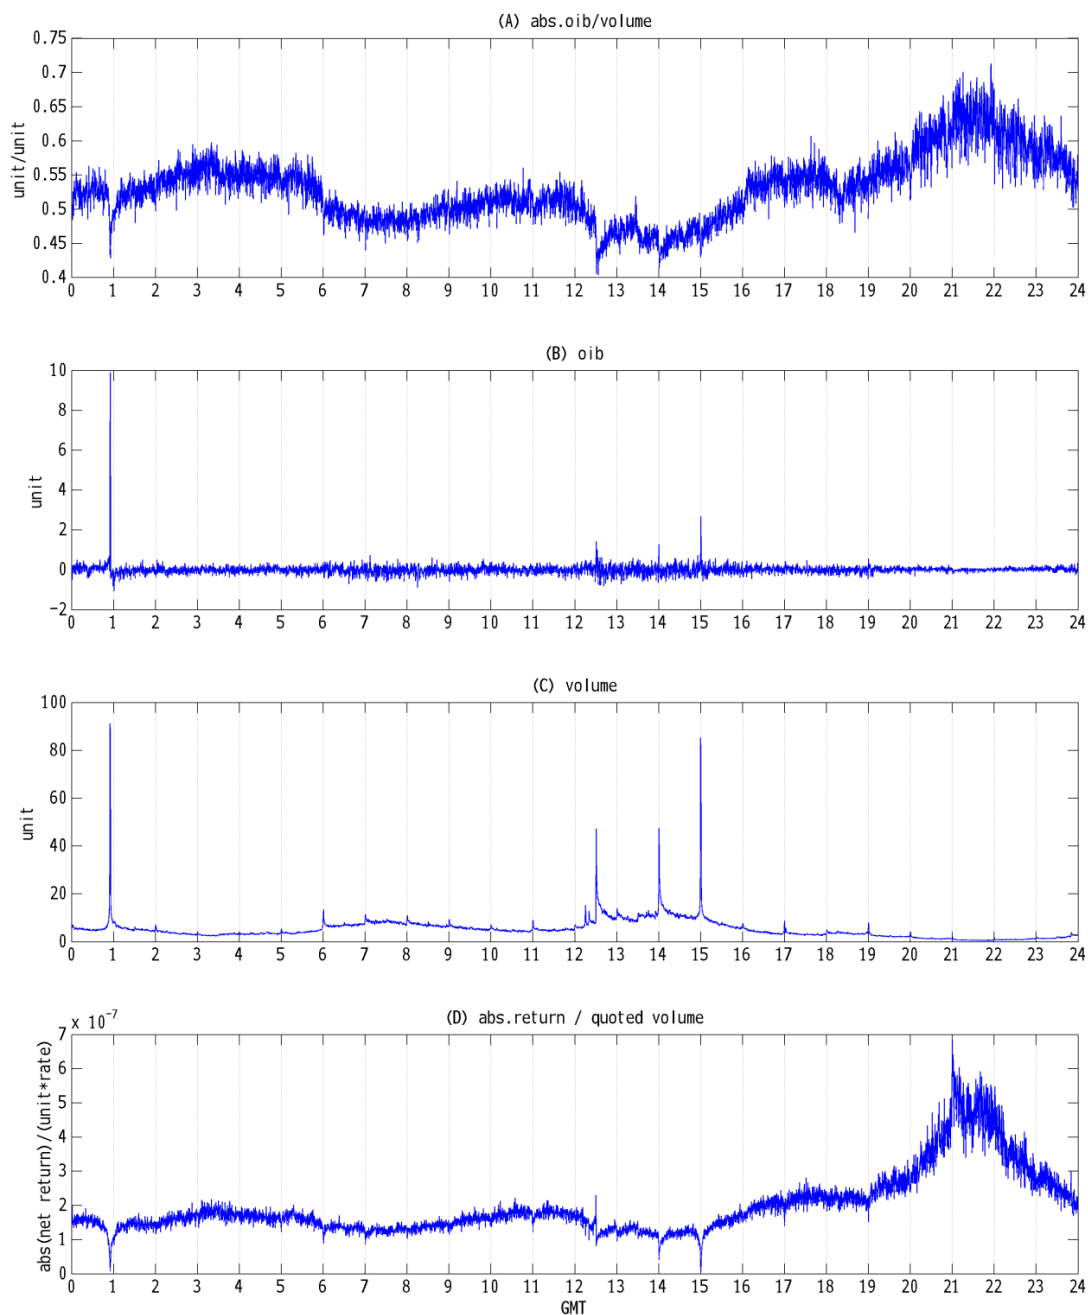 (A) abs.oib/volume
0.75
0.7
0.65
0.6
0.55
0.5
0.45
0.4
unit/unit
0 1 2 3 4 5 6 7 8 9 10 11 12 13 14 15 16 17 18 19 20 21 22 23 24
(B) oib
10
8
6
4
2
0
-2
unit
0 1 2 3 4 5 6 7 8 9 10 11 12 13 14 15 16 17 18 19 20 21 22 23 24
(C) volume
100
80
60
40
20
0
unit
0 1 2 3 4 5 6 7 8 9 10 11 12 13 14 15 16 17 18 19 20 21 22 23 24
(D) abs.return / quoted volume
x 10^-7
7
6
5
4
3
2
1
0
abs(net return)/(unit*rate)
0 1 2 3 4 5 6 7 8 9 10 11 12 13 14 15 16 17 18 19 20 21 22 23 24
GMT